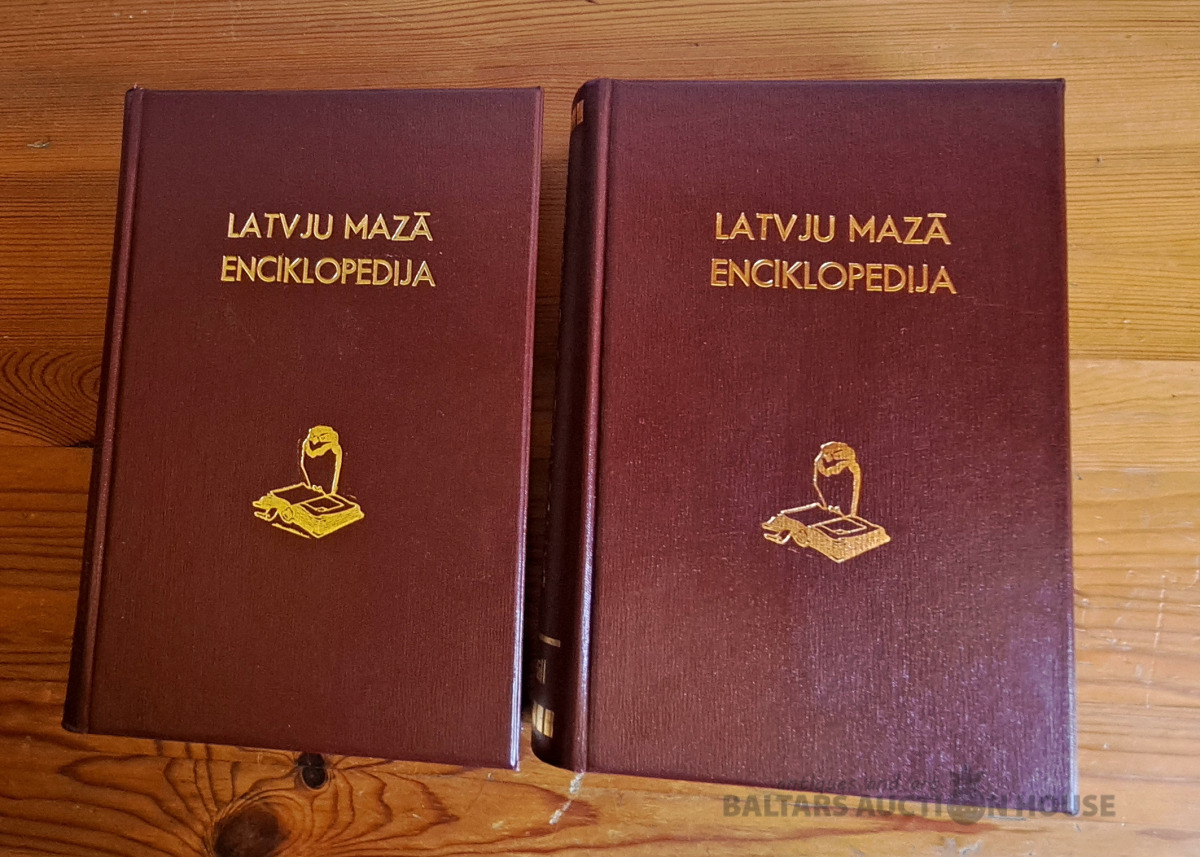 LATVJU MAZĀ
ENCIKLOPEDIJA
LATVJU MAZĀ
ENCIKLOPEDIJA
BALTARS AUCTION HOUSE